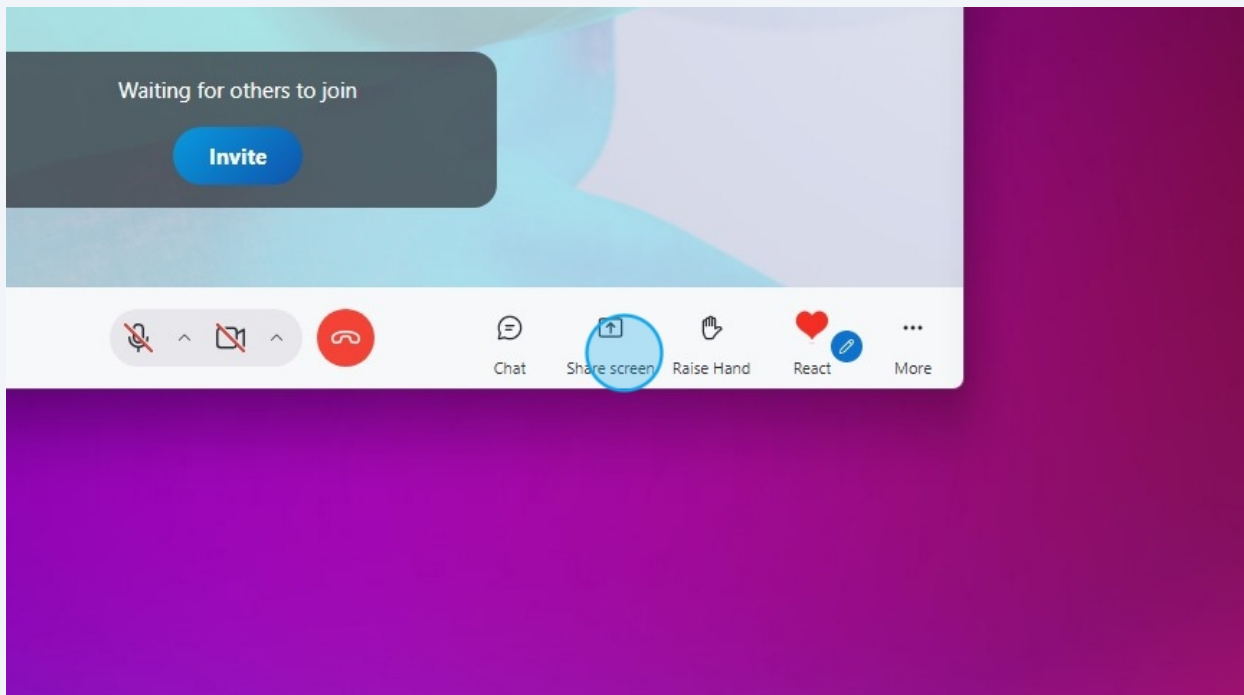 Waiting for others to join
Invite
Chat
Share screen
Raise Hand
React
More